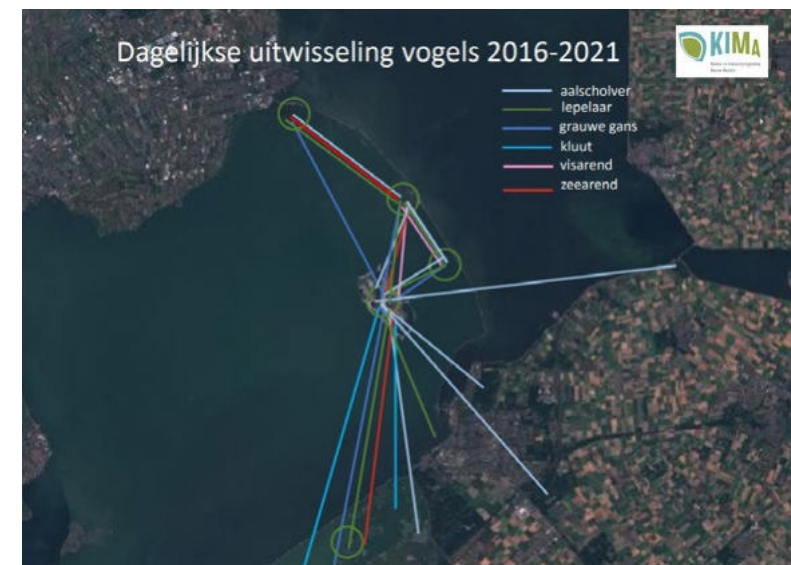 Dagelijkse uitwisseling vogels 2016-2021
KIMA
aalscholver
lepelaar
grauwe gans
kluut
visarend
zeearend